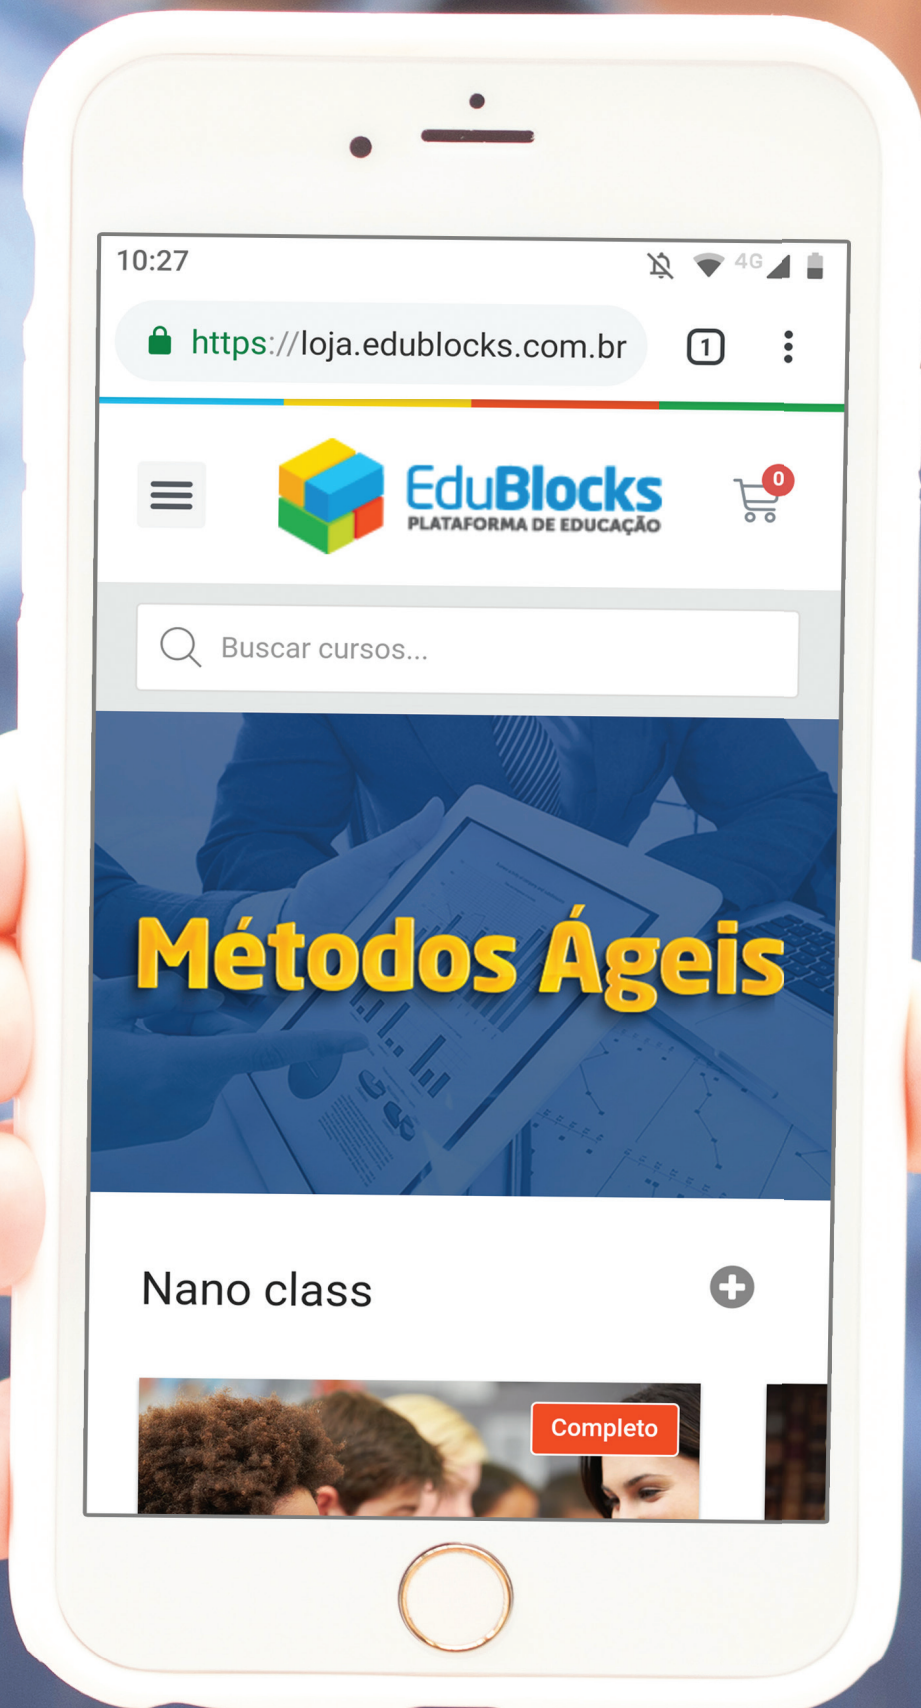 10:27
4G
https://loja.edublocks.com.br
1
EduBlocks
PLATAFORMA DE EDUCAÇÃO
0
Buscar cursos...
Métodos Ágeis
Nano class
Completo